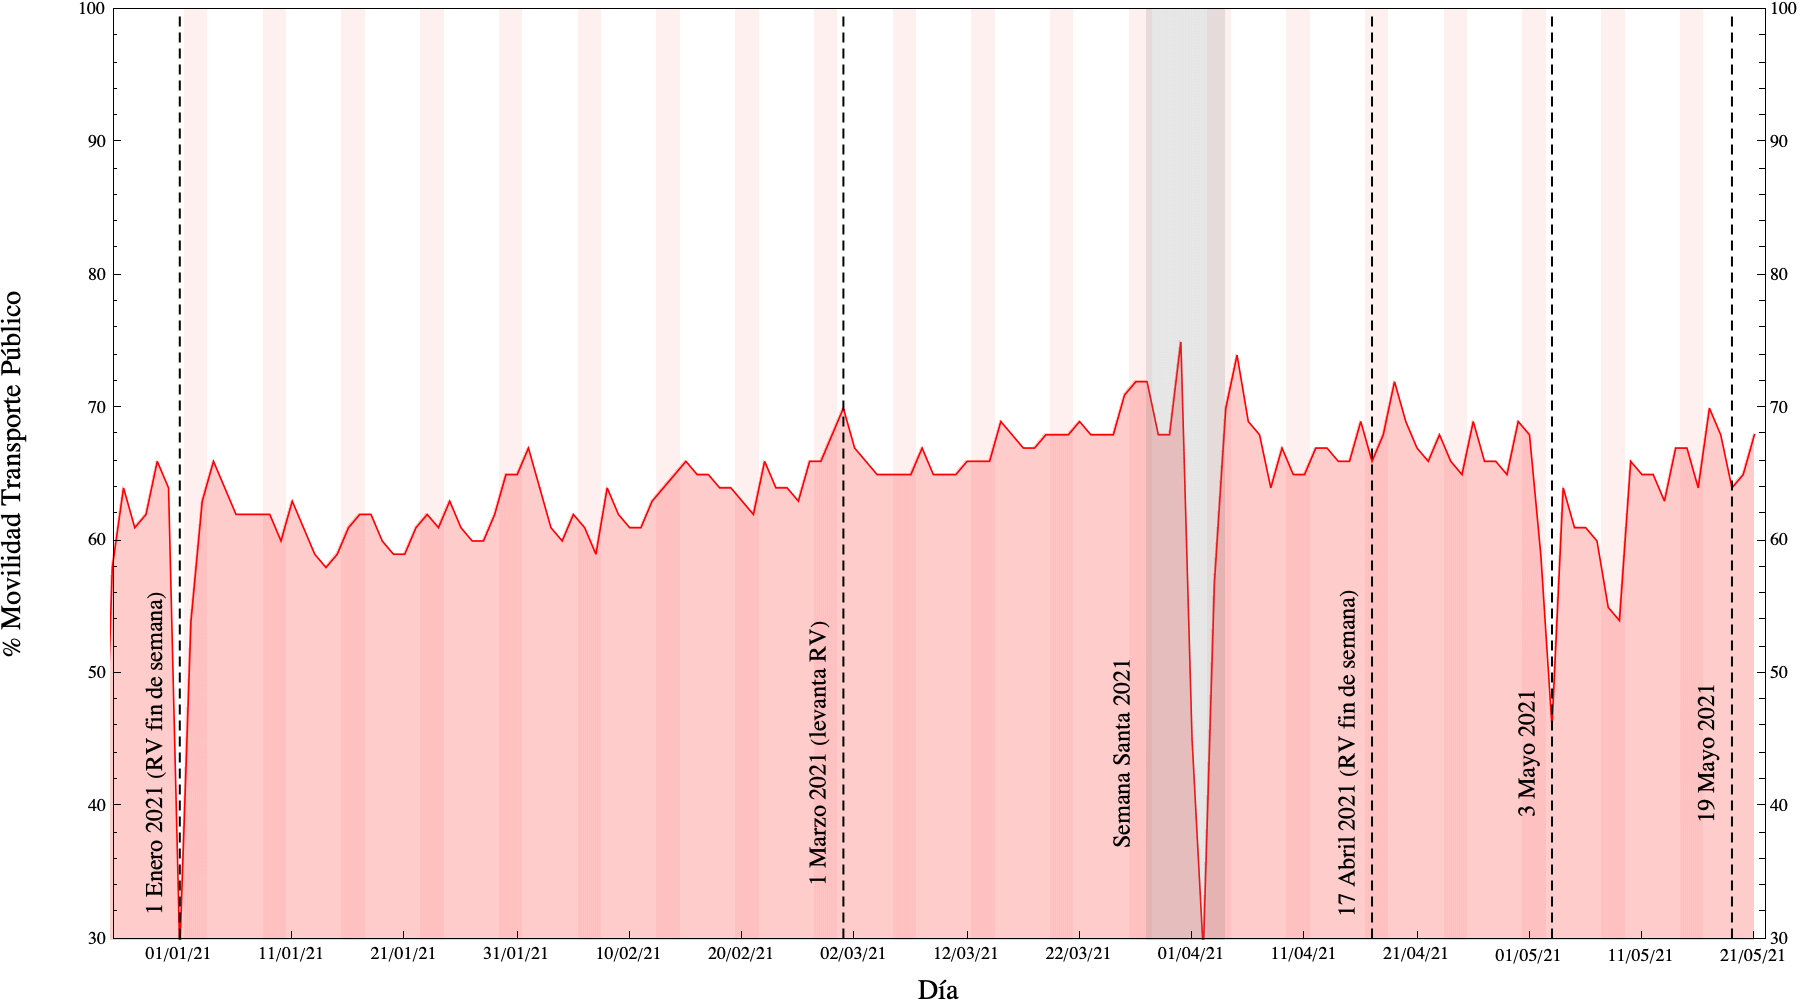 100
90
80
70
60
50
40
30
100
90
80
70
60
50
40
30
% Movilidad Transporte Público
1 Enero 2021 (RV fin de semana)
1 Marzo 2021 (levanta RV)
Semana Santa 2021
17 Abril 2021 (RV fin de semana)
3 Mayo 2021
19 Mayo 2021
01/01/21 11/01/21 21/01/21 31/01/21 10/02/21 20/02/21 02/03/21 12/03/21 22/03/21 01/04/21 11/04/21 21/04/21 01/05/21 11/05/21 21/05/21
Día